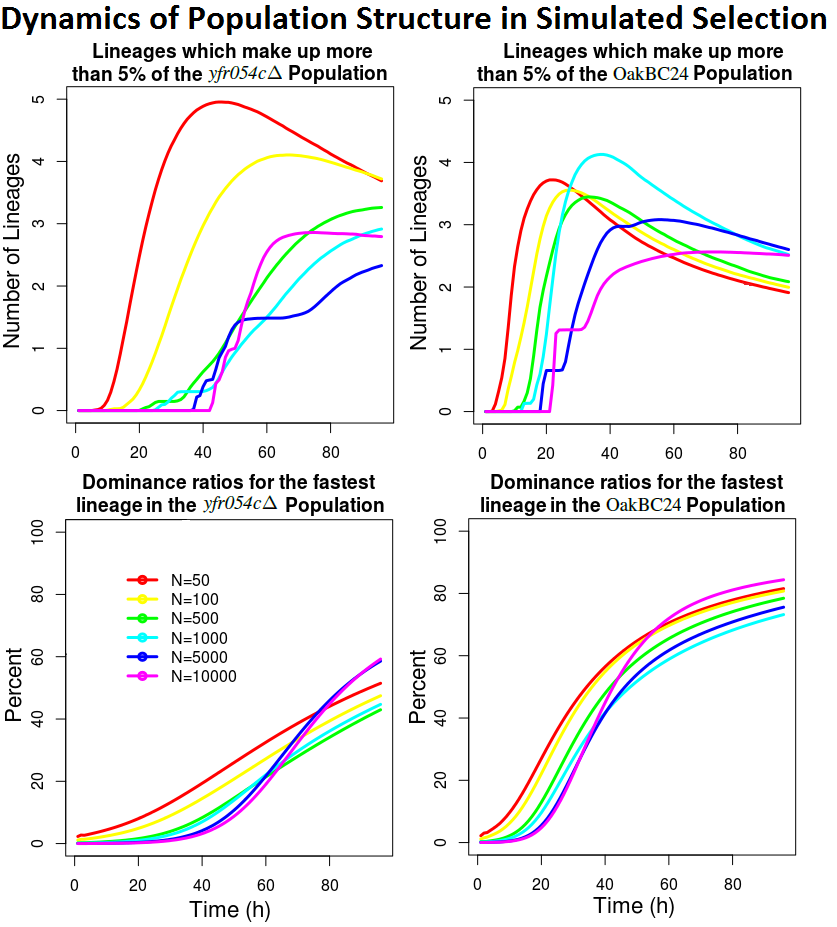 Dynamics of Population Structure in Simulated Selection
Lineages which make up more
than 5% of the yfr054cΔ Population
Number of Lineages
5
4
3
2
1
0
0 20 40 60 80
Lineages which make up more
than 5% of the OakBC24 Population
Number of Lineages
5
4
3
2
1
0
0 20 40 60 80
Dominance ratios for the fastest
lineage in the yfr054cΔ Population
Percent
100
80
60
40
20
0
N=50
N=100
N=500
N=1000
N=5000
N=10000
0 20 40 60 80
Time (h)
Dominance ratios for the fastest
lineage in the OakBC24 Population
Percent
100
80
60
40
20
0
0 20 40 60 80
Time (h)